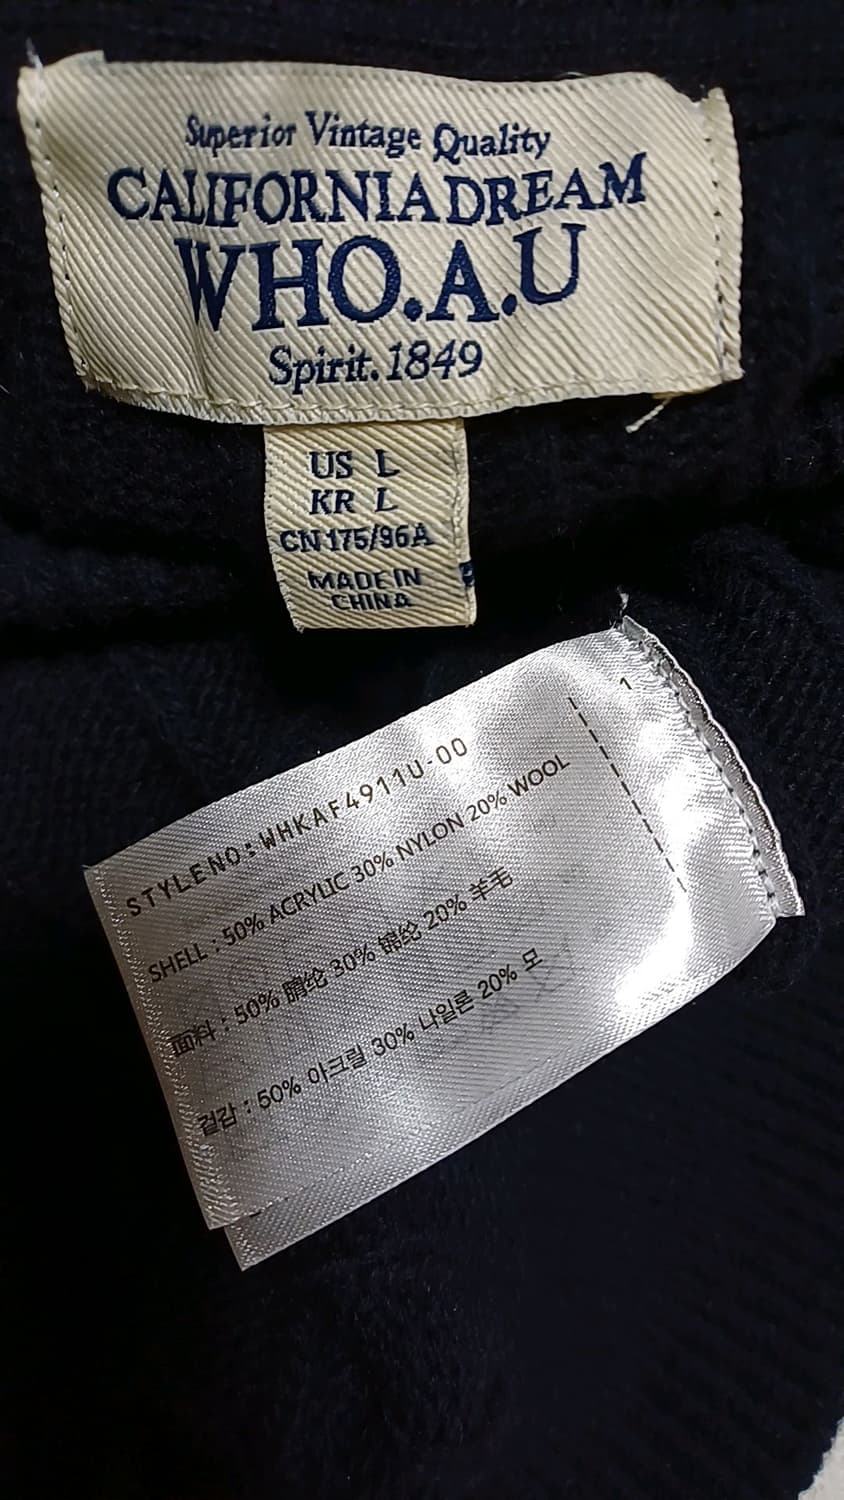 Superior Vintage Quality
CALIFORNIA DREAM
WHO.A.U
Spirit.1849
US L
KR L
CN 175/96A
MADE IN
CHINA
1
STYLENO:WHKAF4911U-00
SHELL : 50% ACRYLIC 30% NYLON 20% WOOL
面料 : 50% 腈纶 30% 锦纶 20% 羊毛
겉감 : 50% 아크릴 30% 나일론 20% 모